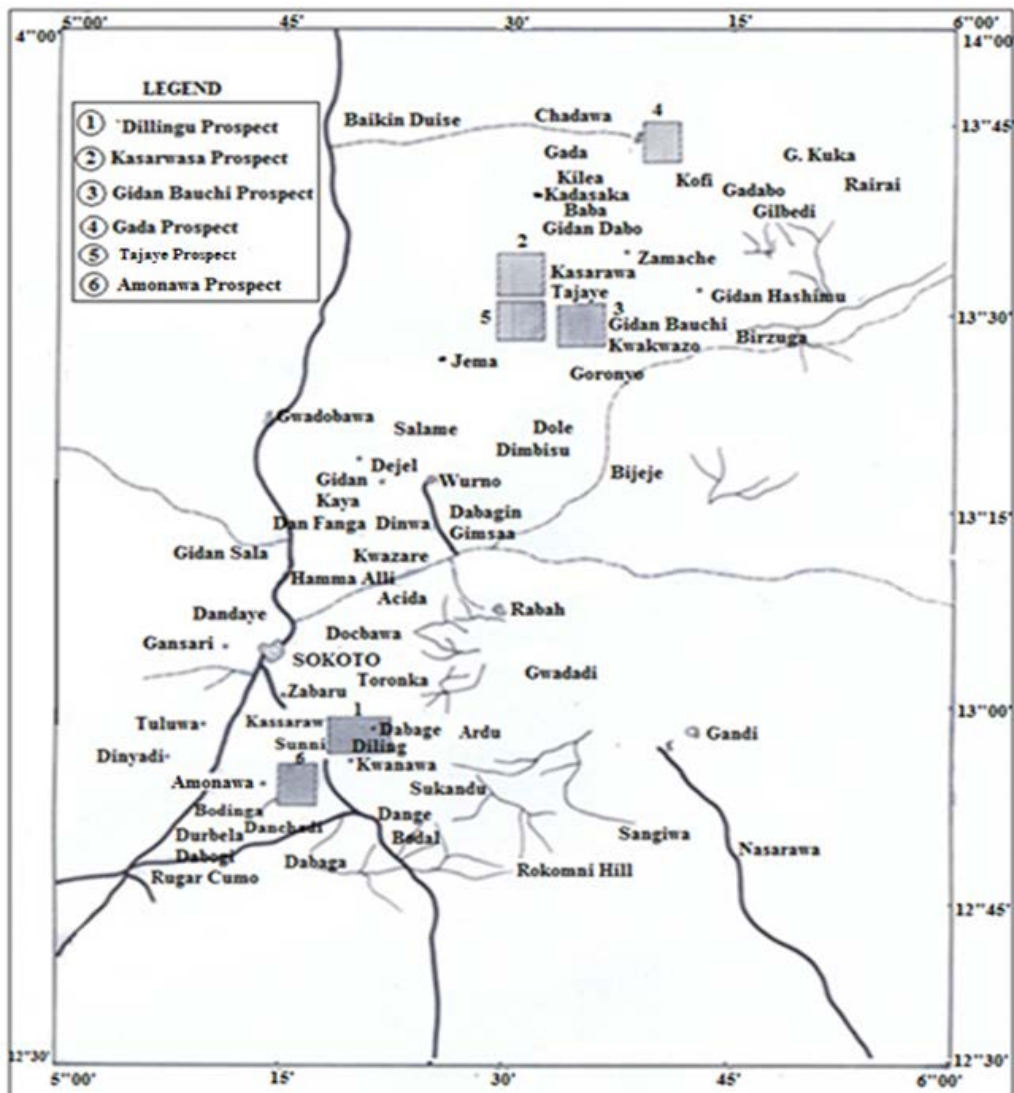 5''00' 45' 30' 15' 6''00'
4''00' 14''00
LEGEND
1 `Dillingu Prospect
2 Kasarwasa Prospect
3 Gidan Bauchi Prospect
4 Gada Prospect
5 Tajaye Prospect
6 Amonawa Prospect
Baikin Duise
Chadawa
4
13''45'
Gada
G. Kuka
Kilea
Kofi
Rairai
Kadasaka
Gadabo
Baba
Gilbedi
Gidan Dabo
2
Zamache
Kasarawa
Tajaye
Gidan Hashimu
5
3
13''30'
Gidan Bauchi
Birzuga
Kwakwazo
Jema
Goronyo
Gwadobawa
Salame
Dole
Dimbisu
Dejel
Bijeje
Gidan
Kaya
Wurno
Dabagin
Dan Fanga
Dinwa
13''15'
Gimsaa
Gidan Sala
Kwazare
Hamma Alli
Acida
Rabah
Dandaye
Docbawa
Gansari
SOKOTO
Gwadadi
Toronka
Zabaru
1
13''00'
Kassaraw
Tuluwa
Dabage
Ardu
Gandi
Sunni
Diling
Dinyadi
6
Kwanawa
Amonawa
Sukandu
Bodinga
Dange
Danchadi
Durbela
Bodal
Sangiwa
Dabogi
Dabaga
Nasarawa
Rugar Cumo
Rokomni Hill
12''45'
12''30'
12''30'
5''00' 15' 30' 45' 6''00'